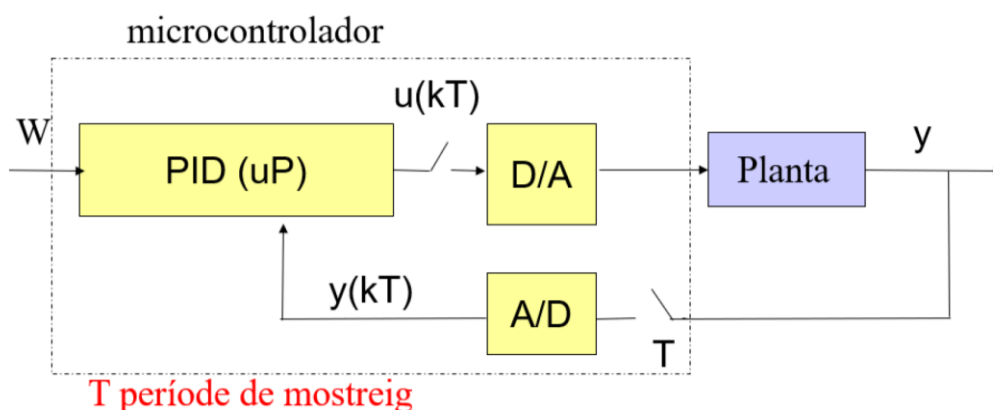 microcontrolador
W
PID (uP)
u(kT)
D/A
Planta
y
y(kT)
A/D
T
T període de mostreig